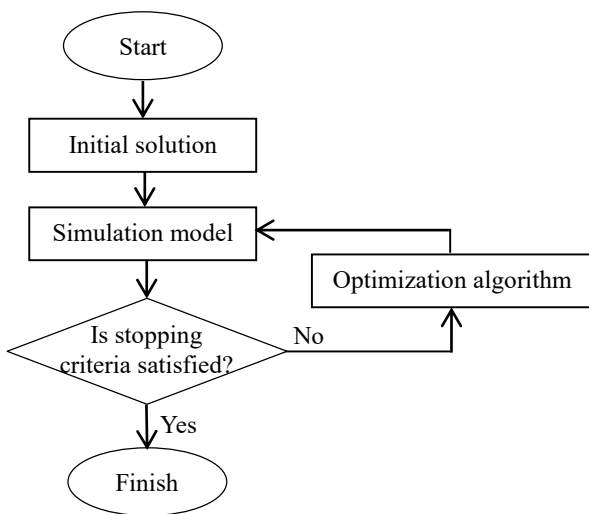 Start
Initial solution
Simulation model
Optimization algorithm
Is stopping
criteria satisfied?
No
Yes
Finish